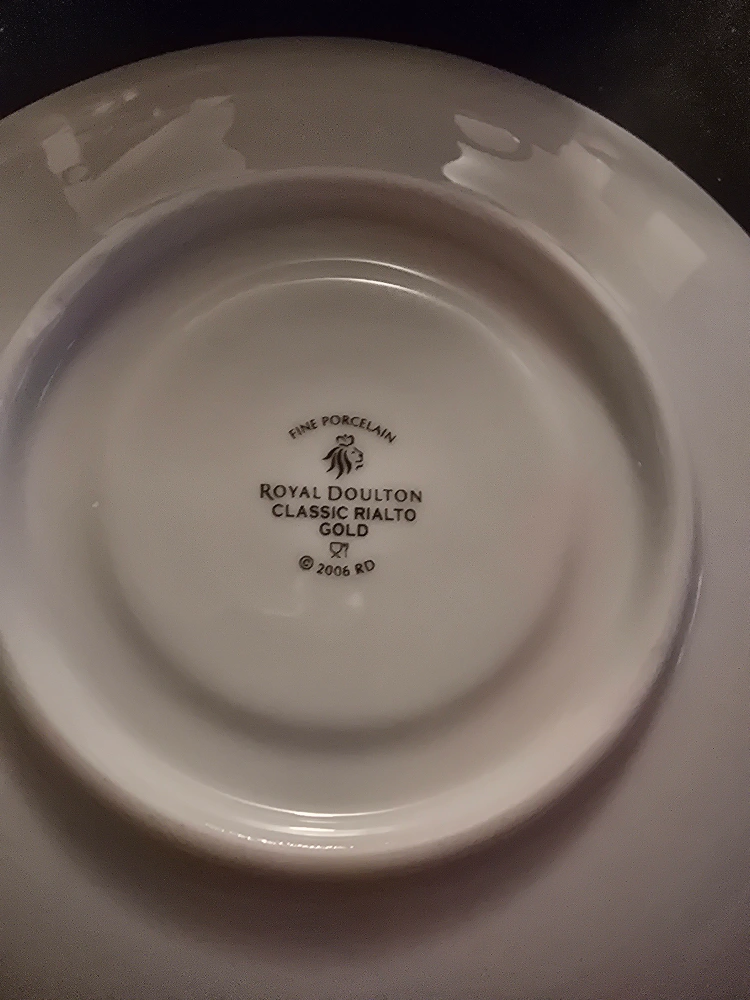 FINE PORCELAIN
ROYAL DOULTON
CLASSIC RIALTO
GOLD
© 2006 RD